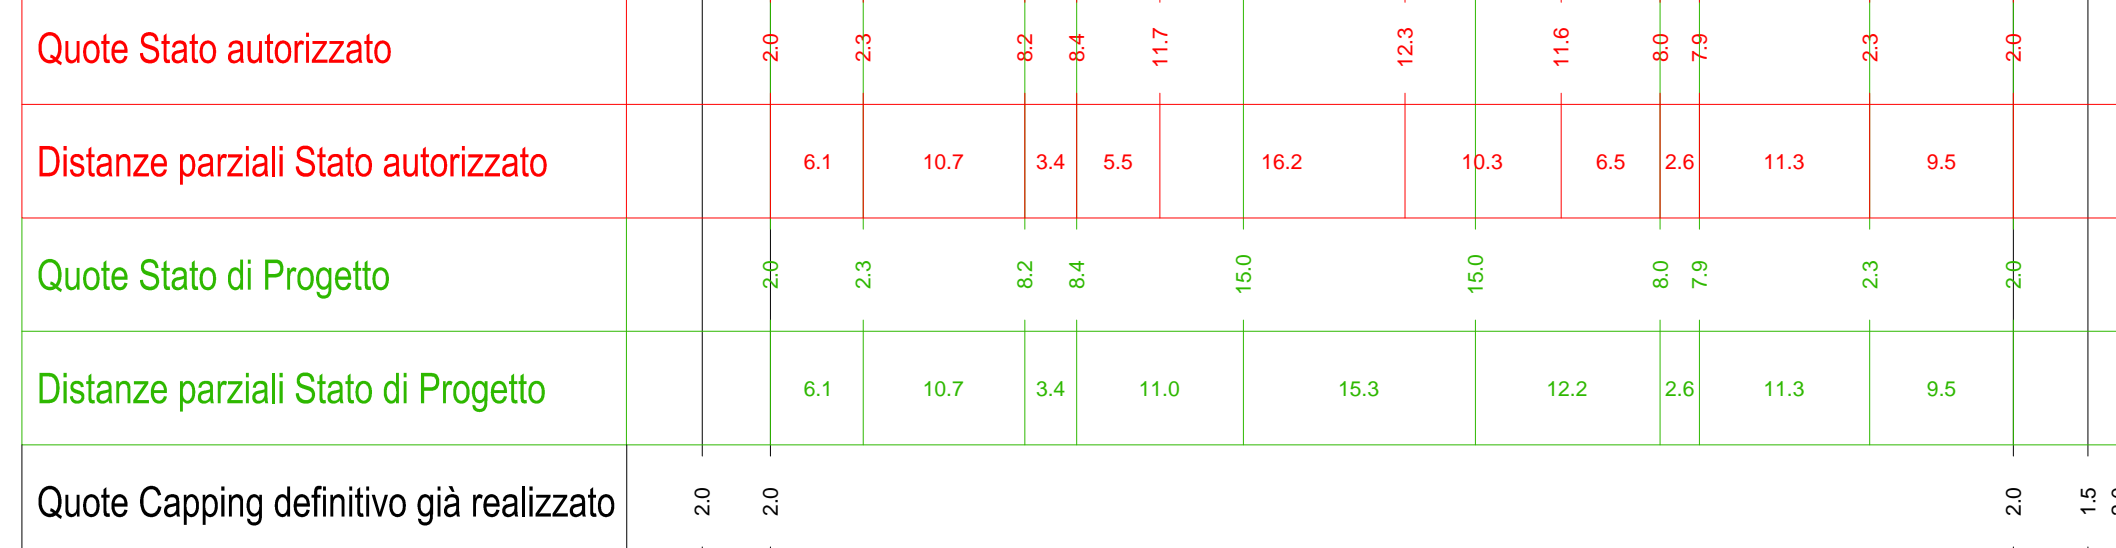 Quote Stato autorizzato 2.0 2.3 8.2 8.4 11.7 12.3 11.6 8.0 7.9 2.3 2.0
Distanze parziali Stato autorizzato 6.1 10.7 3.4 5.5 16.2 10.3 6.5 2.6 11.3 9.5
Quote Stato di Progetto 2.0 2.3 8.2 8.4 15.0 15.0 8.0 7.9 2.3 2.0
Distanze parziali Stato di Progetto 6.1 10.7 3.4 11.0 15.3 12.2 2.6 11.3 9.5
Quote Capping definitivo già realizzato 2.0 2.0 2.0 1.5